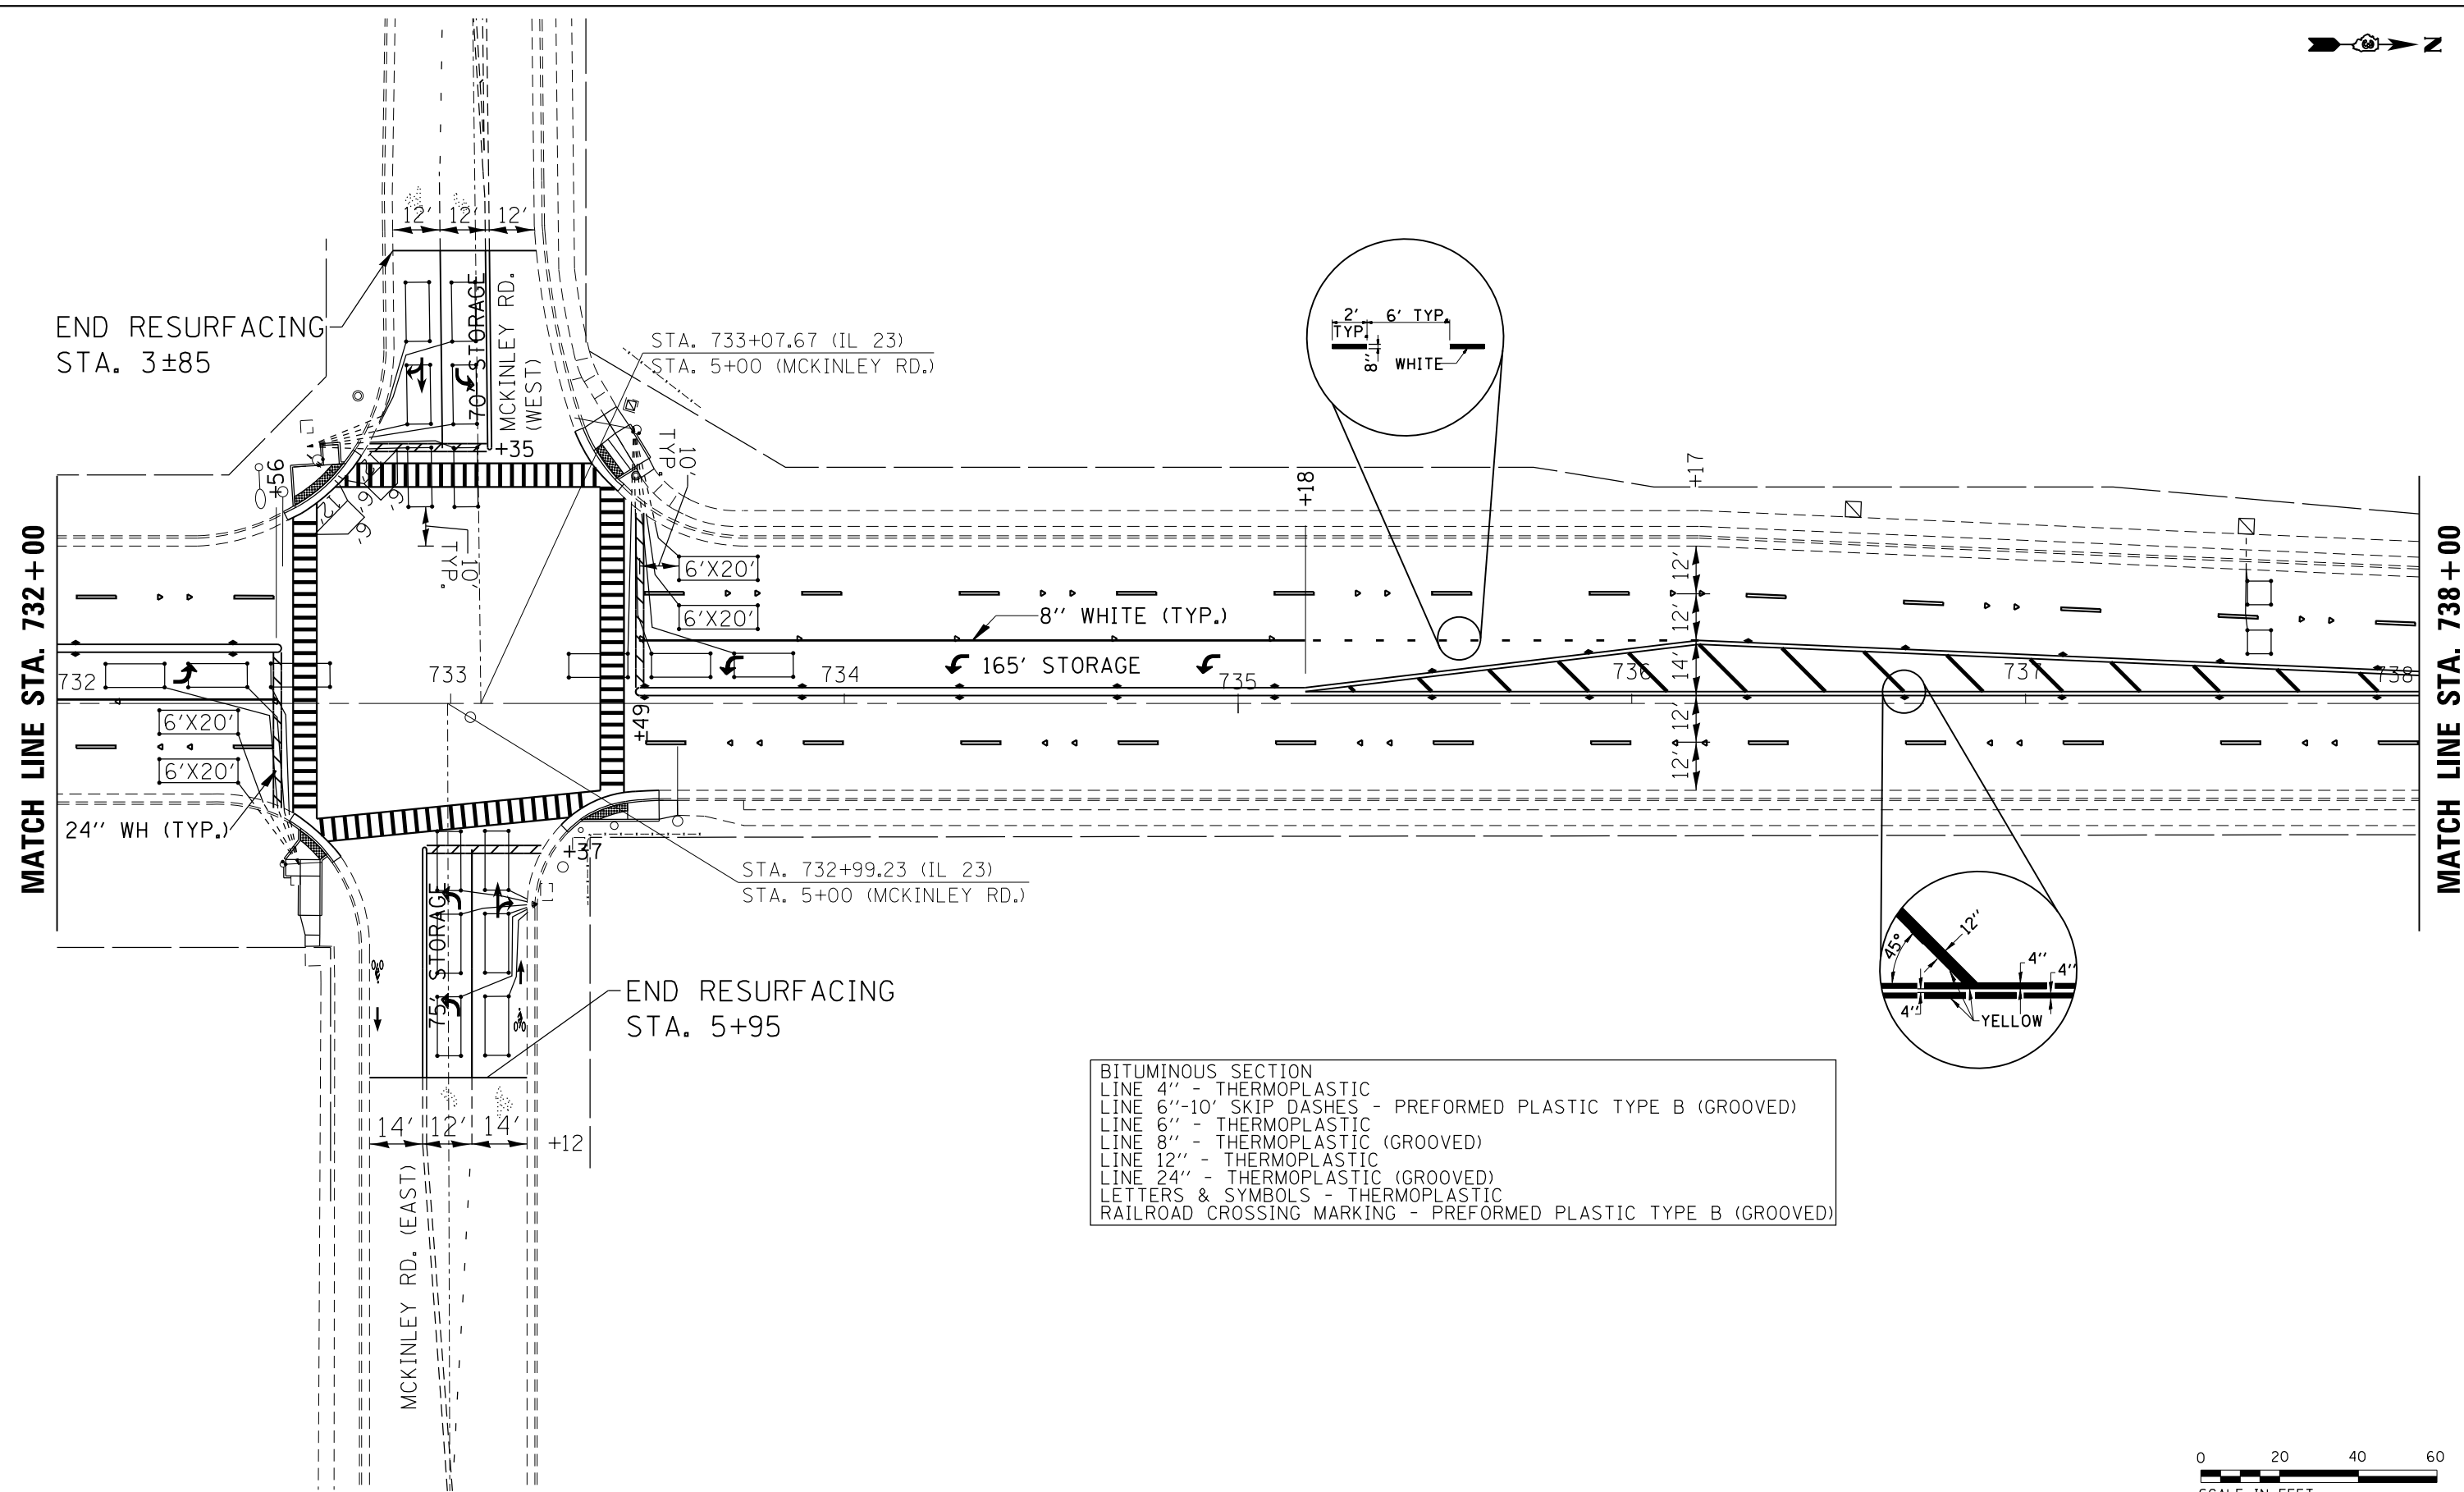 N
12' 12' 12'
END RESURFACING
STA. 3±85
70' STORAGE
MCKINLEY RD.
(WEST)
STA. 733+07.67 (IL 23)
STA. 5+00 (MCKINLEY RD.)
2'
TYP.
6' TYP.
8"
WHITE
+35
+56
10'
TYP.
+18
+17
12'
6'
6'
6'
10'
TYP.
MATCH LINE STA. 732+00
MATCH LINE STA. 738+00
6'X20'
6'X20'
8" WHITE (TYP.)
165' STORAGE
12'
12'
14'
12'
12'
732
733
734
735
736
737
738
+49
6'X20'
6'X20'
24" WH (TYP.)
+37
STA. 732+99.23 (IL 23)
STA. 5+00 (MCKINLEY RD.)
75' STORAGE
END RESURFACING
STA. 5+95
45°
12"
4"
4"
4"
YELLOW
14' 12' 14'
+12
MCKINLEY RD. (EAST)
BITUMINOUS SECTION
LINE 4" - THERMOPLASTIC
LINE 6"-10' SKIP DASHES - PREFORMED PLASTIC TYPE B (GROOVED)
LINE 6" - THERMOPLASTIC
LINE 8" - THERMOPLASTIC (GROOVED)
LINE 12" - THERMOPLASTIC
LINE 24" - THERMOPLASTIC (GROOVED)
LETTERS & SYMBOLS - THERMOPLASTIC
RAILROAD CROSSING MARKING - PREFORMED PLASTIC TYPE B (GROOVED)
0 20 40 60
SCALE IN FEET